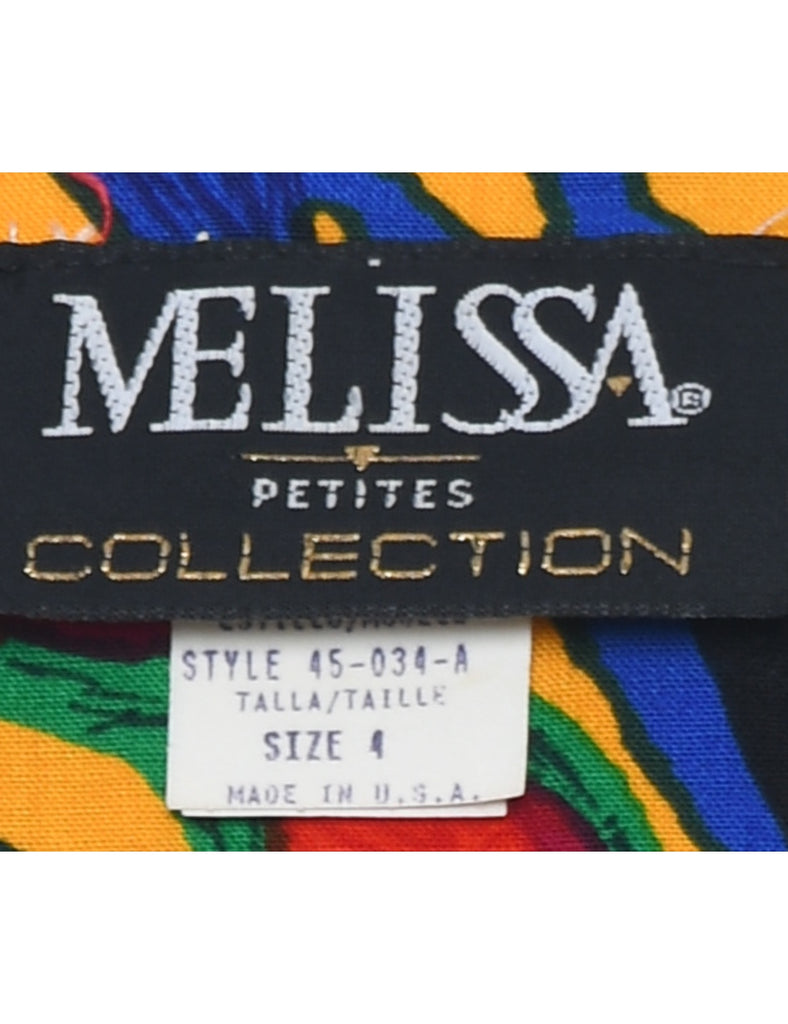 MELISSA®
PETITES
COLLECTION
STYLE 45-034-A
TALLA/TAILLE
SIZE 4
MADE IN U.S.A.